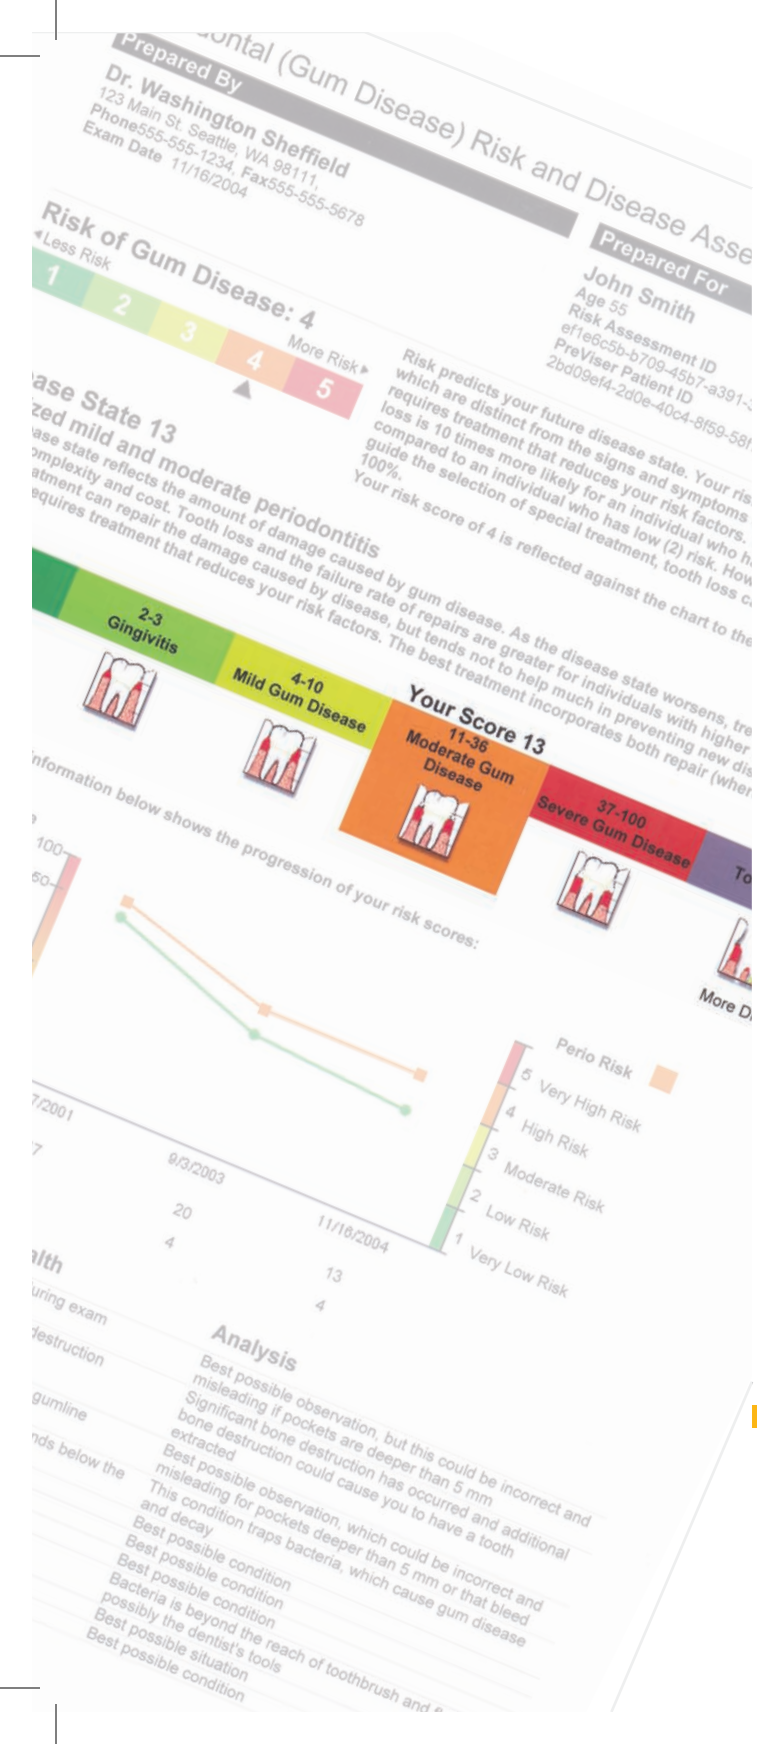 dontal (Gum Disease) Risk and Disease Asse
Prepared By
Dr. Washington Sheffield
123 Main St. Seattle, WA 98111,
Phone555-555-1234, Fax555-555-5678
Exam Date 11/16/2004
Prepared For
John Smith
Age 55
Risk Assessment ID
ef1e6c5b-b709-45b7-a391-
PreViser Patient ID
2bd09ef4-2d0e-40c4-8f59-58f
Risk of Gum Disease: 4
Less Risk
More Risk
1 2 3 4 5
Risk predicts your future disease state. Your ris
which are distinct from the signs and symptoms
requires treatment that reduces your risk factors.
loss is 10 times more likely for an individual who h
compared to an individual who has low (2) risk. How
guide the selection of special treatment, tooth loss c
100%.
Your risk score of 4 is reflected against the chart to the
ase State 13
zed mild and moderate periodontitis
ase state reflects the amount of damage caused by gum disease. As the disease state worsens, tre
omplexity and cost. Tooth loss and the failure rate of repairs are greater for individuals with higher
atment can repair the damage caused by disease, but tends not to help much in preventing new dis
equires treatment that reduces your risk factors. The best treatment incorporates both repair (wher
2-3
Gingivitis
4-10
Mild Gum Disease
Your Score 13
11-36
Moderate Gum
Disease
37-100
Severe Gum Disease
To
More D
nformation below shows the progression of your risk scores:
100
50
Perio Risk
5 Very High Risk
4 High Risk
3 Moderate Risk
2 Low Risk
1 Very Low Risk
7/2001
9/3/2003
11/16/2004
7
20
13
4
4
alth
uring exam
destruction
gumline
nds below the
Analysis
Best possible observation, but this could be incorrect and
misleading if pockets are deeper than 5 mm
Significant bone destruction has occurred and additional
bone destruction could cause you to have a tooth
extracted
Best possible observation, which could be incorrect and
misleading for pockets deeper than 5 mm or that bleed
This condition traps bacteria, which cause gum disease
and decay
Best possible condition
Best possible condition
Best possible condition
Bacteria is beyond the reach of toothbrush and
possibly the dentist's tools
Best possible situation
Best possible condition